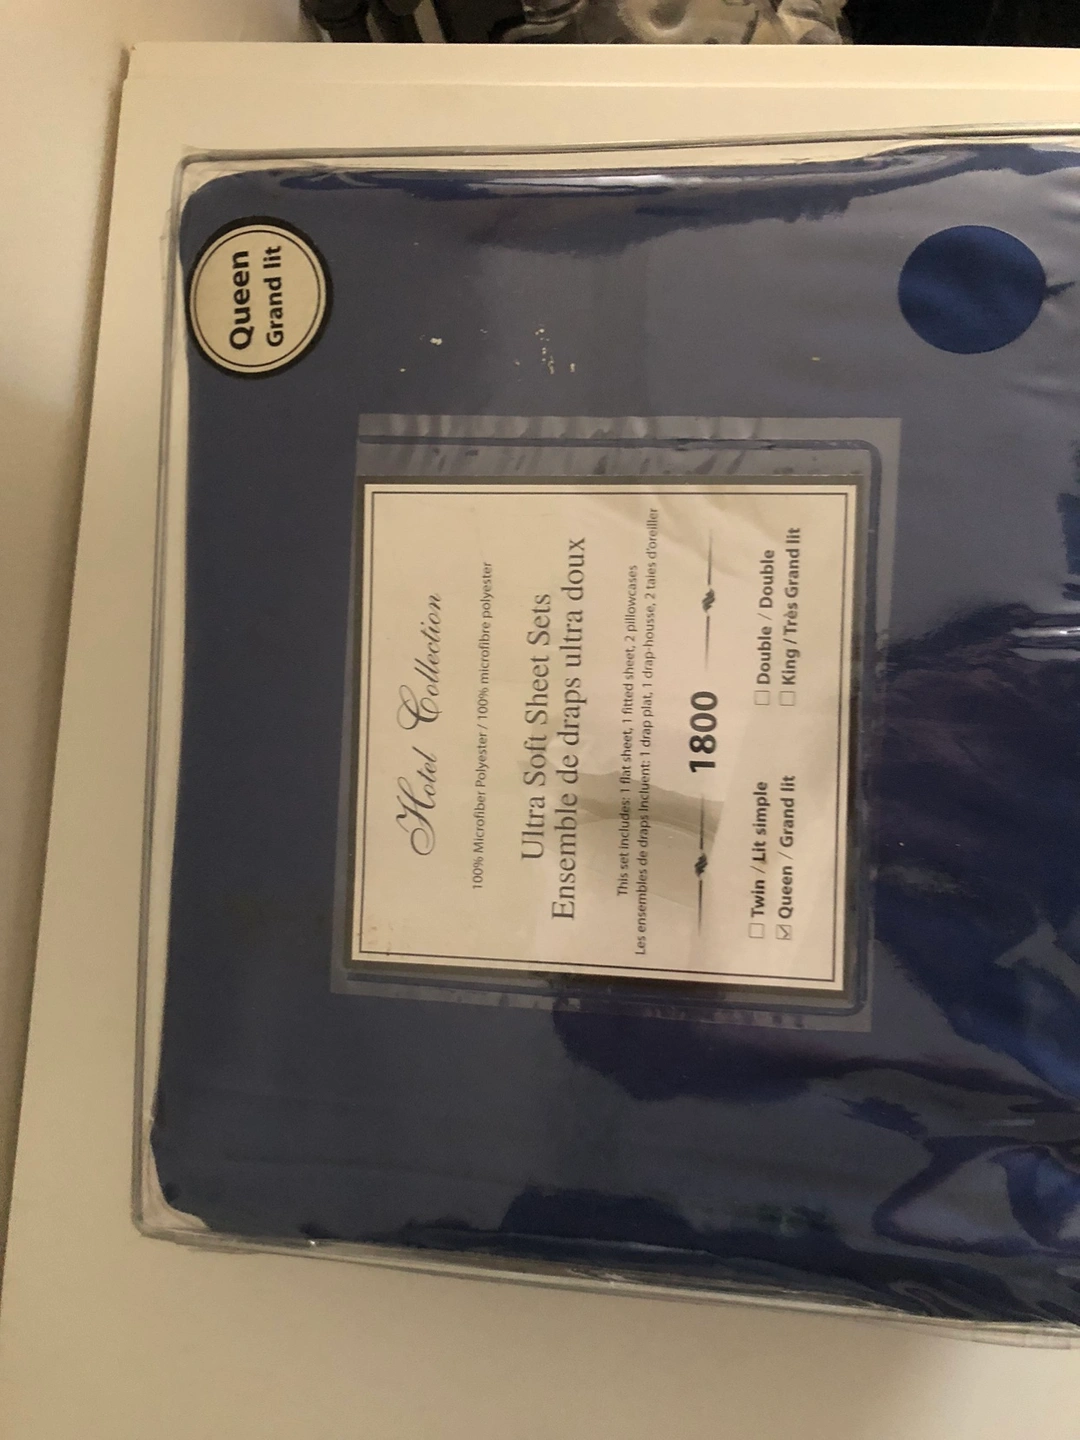 Queen
Grand lit
Hotel Collection
100% Microfiber Polyester / 100% microfibre polyester
Ultra Soft Sheet Sets
Ensemble de draps ultra doux
This set includes: 1 flat sheet, 1 fitted sheet, 2 pillowcases
Les ensembles de draps Incluent: 1 drap plat, 1 drap-housse, 2 taies d'oreiller
1800
☐ Twin / Lit simple ☐ Double / Double
☑ Queen / Grand lit ☐ King / Très Grand lit